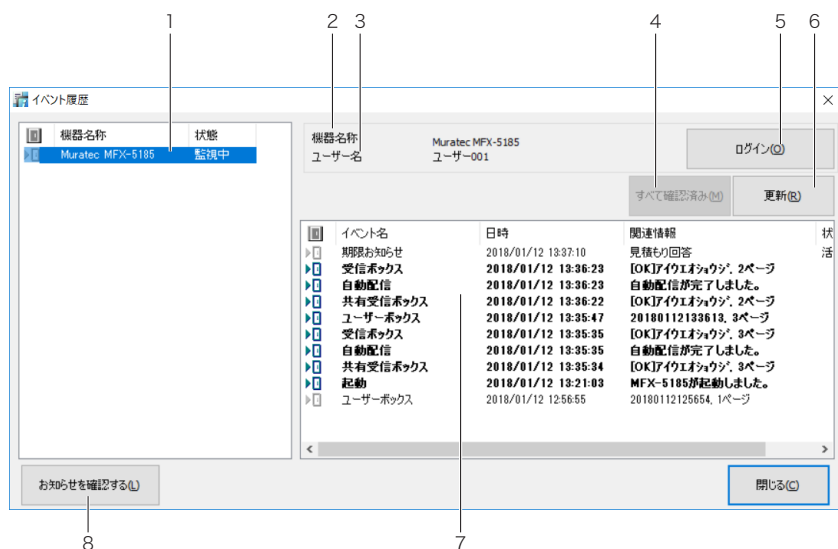 1 2 3 4 5 6
イベント履歴
機器名称 状態
Muratec MFX-5185 監視中
機器名称 Muratec MFX-5185
ユーザー名 ユーザー001
ログイン(O)
すべて確認済み(M) 更新(R)
イベント名 日時 関連情報 状
期限お知らせ 2018/01/12 13:37:10 見積もり回答 活
受信ボックス 2018/01/12 13:36:23 [OK]アイウエオショウジ, 2ページ
自動配信 2018/01/12 13:36:23 自動配信が完了しました。
共有受信ボックス 2018/01/12 13:36:22 [OK]アイウエオショウジ, 2ページ
ユーザーボックス 2018/01/12 13:35:47 20180112133613, 3ページ
受信ボックス 2018/01/12 13:35:35 [OK]アイウエオショウジ, 3ページ
自動配信 2018/01/12 13:35:35 自動配信が完了しました。
共有受信ボックス 2018/01/12 13:35:34 [OK]アイウエオショウジ, 3ページ
起動 2018/01/12 13:21:03 MFX-5185が起動しました。
ユーザーボックス 2018/01/12 12:56:55 20180112125654, 1ページ
お知らせを確認する(L) 閉じる(C)
8 7